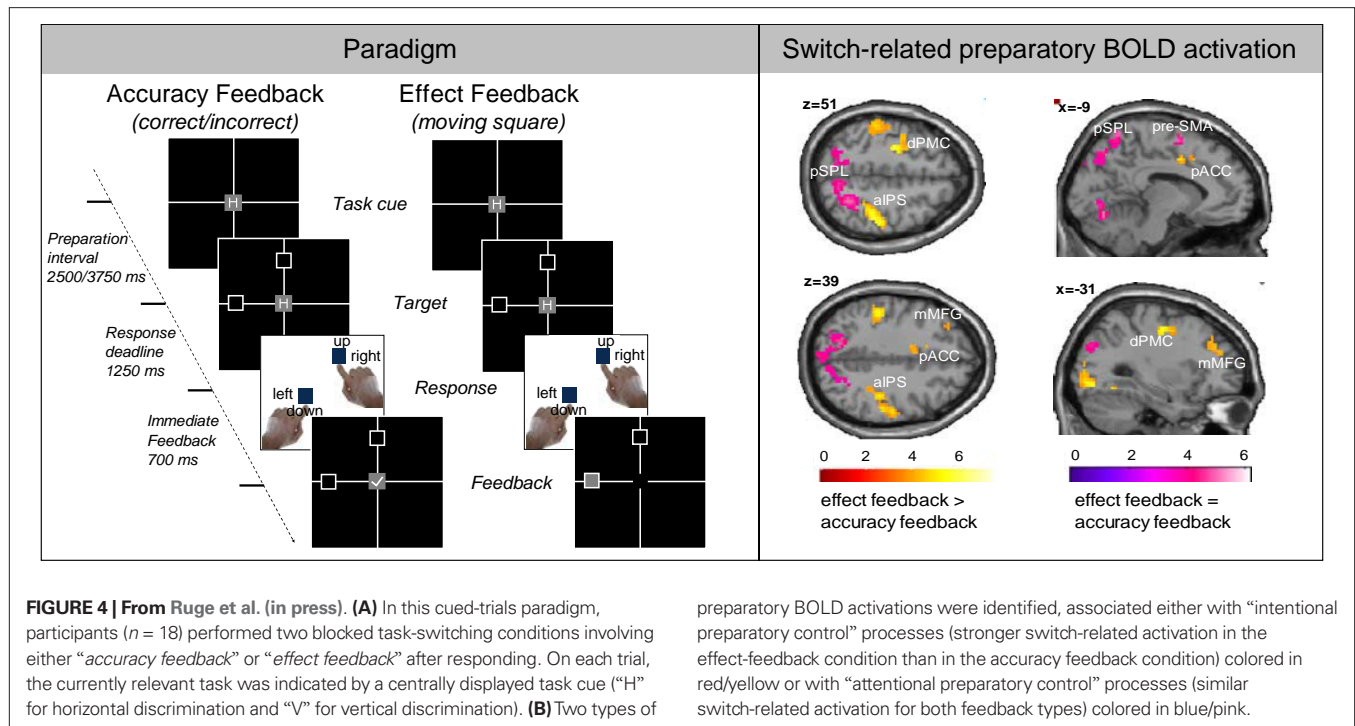 Paradigm
Accuracy Feedback
(correct/incorrect)
Effect Feedback
(moving square)
H
H
Task cue
Preparation
interval
2500/3750 ms
H
H
Target
Response
deadline
1250 ms
up
right
left
down
up
right
left
down
Response
Immediate
Feedback
700 ms
Feedback
Switch-related preparatory BOLD activation
z=51
dPMC
pSPL
aIPS
x=-9
pSPL
pre-SMA
pACC
z=39
mMFG
pACC
aIPS
x=-31
dPMC
mMFG
0 2 4 6
effect feedback >
accuracy feedback
0 2 4 6
effect feedback =
accuracy feedback
FIGURE 4 | From Ruge et al. (in press). (A) In this cued-trials paradigm,
participants (n = 18) performed two blocked task-switching conditions involving
either “accuracy feedback” or “effect feedback” after responding. On each trial,
the currently relevant task was indicated by a centrally displayed task cue (“H”
for horizontal discrimination and “V” for vertical discrimination). (B) Two types of
preparatory BOLD activations were identified, associated either with “intentional
preparatory control” processes (stronger switch-related activation in the
effect-feedback condition than in the accuracy feedback condition) colored in
red/yellow or with “attentional preparatory control” processes (similar
switch-related activation for both feedback types) colored in blue/pink.